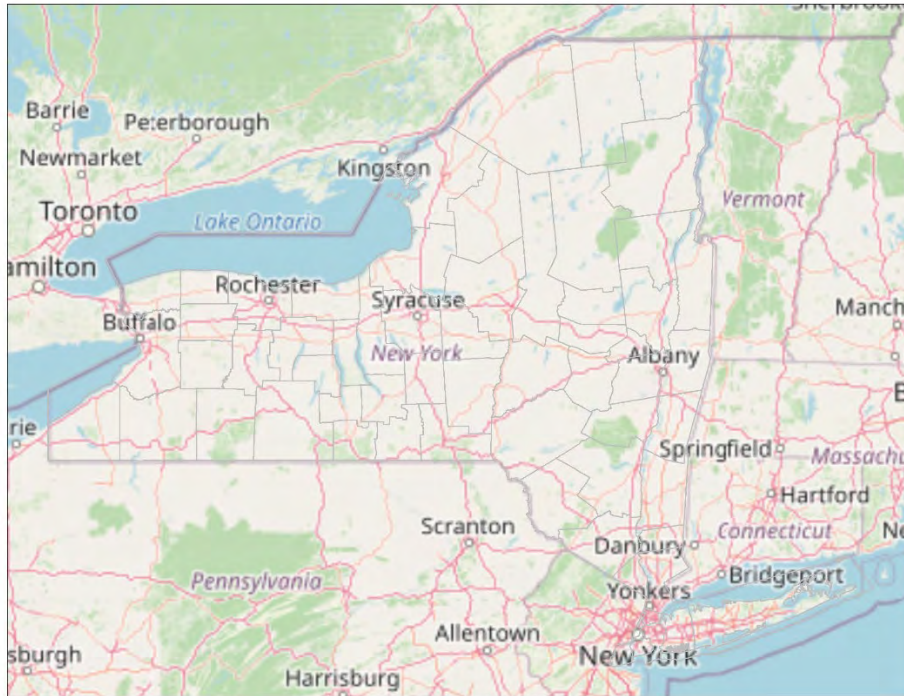 Sherbrooke
Barrie
Peterborough
Newmarket
Kingston
Toronto
Lake Ontario
Vermont
amilton
Rochester
Syracuse
Manch
Buffalo
New York
Albany
B
rie
Springfield
Massachu
Hartford
Scranton
Connecticut
Ne
Danbury
Pennsylvania
Yonkers
Bridgeport
Allentown
sburgh
New York
Harrisburg